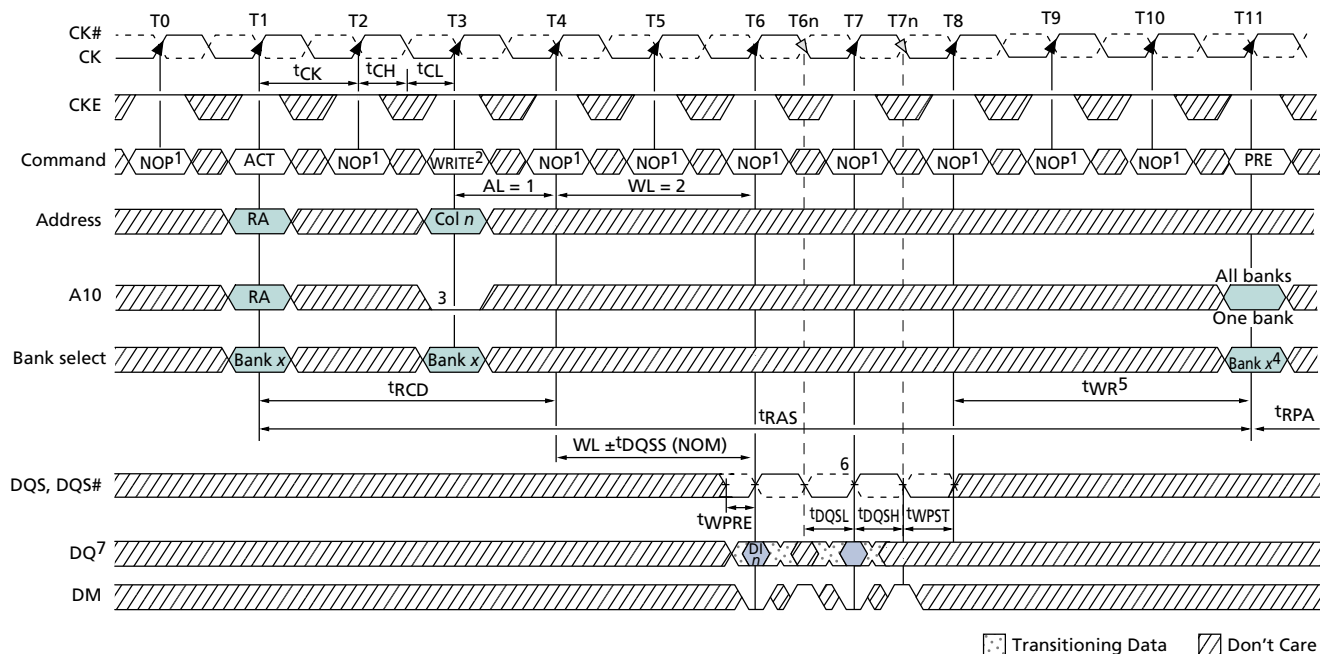 T0 T1 T2 T3 T4 T5 T6 T6n T7 T7n T8 T9 T10 T11
CK#
CK
tCK tCH tCL
CKE
Command NOP1 ACT NOP1 WRITE2 NOP1 NOP1 NOP1 NOP1 NOP1 NOP1 NOP1 PRE
AL = 1 WL = 2
Address RA Col n
All banks
A10 RA 3
One bank
Bank select Bank x Bank x Bank x4
tRCD tWR5
tRAS tRPA
WL ±tDQSS (NOM)
6
DQS, DQS#
tWPRE tDQSL tDQSH tWPST
DQ7 DI n
DM
Transitioning Data Don't Care